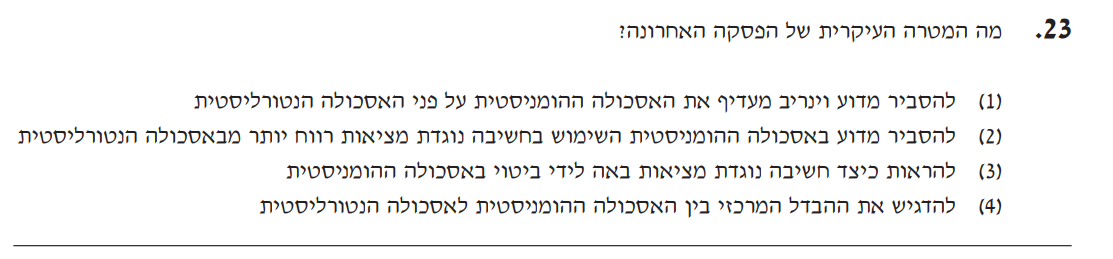 23. מה המטרה העיקרית של הפסקה האחרונה?
(1) להסביר מדוע וינריב מעדיף את האסכולה ההומניסטית על פני האסכולה הנטורליסטית
(2) להסביר מדוע באסכולה ההומניסטית השימוש בחשיבה נוגדת מציאות רווח יותר מבאסכולה הנטורליסטית
(3) להראות כיצד חשיבה נוגדת מציאות באה לידי ביטוי באסכולה ההומניסטית
(4) להדגיש את ההבדל המרכזי בין האסכולה ההומניסטית לאסכולה הנטורליסטית